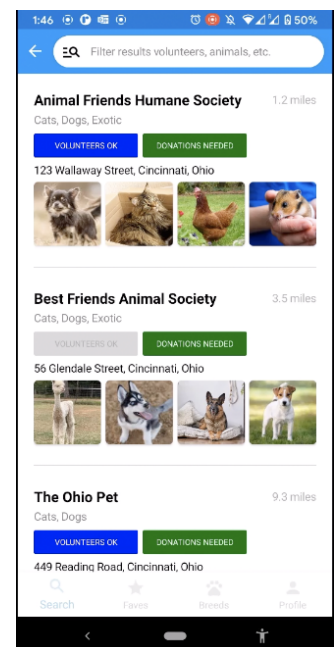 1:46 50%
Filter results volunteers, animals, etc.
Animal Friends Humane Society 1.2 miles
Cats, Dogs, Exotic
VOLUNTEERS OK DONATIONS NEEDED
123 Wallaway Street, Cincinnati, Ohio
Best Friends Animal Society 3.5 miles
Cats, Dogs, Exotic
VOLUNTEERS OK DONATIONS NEEDED
56 Glendale Street, Cincinnati, Ohio
The Ohio Pet 9.3 miles
Cats, Dogs
VOLUNTEERS OK DONATIONS NEEDED
449 Reading Road, Cincinnati, Ohio
Search Faves Breeds Profile